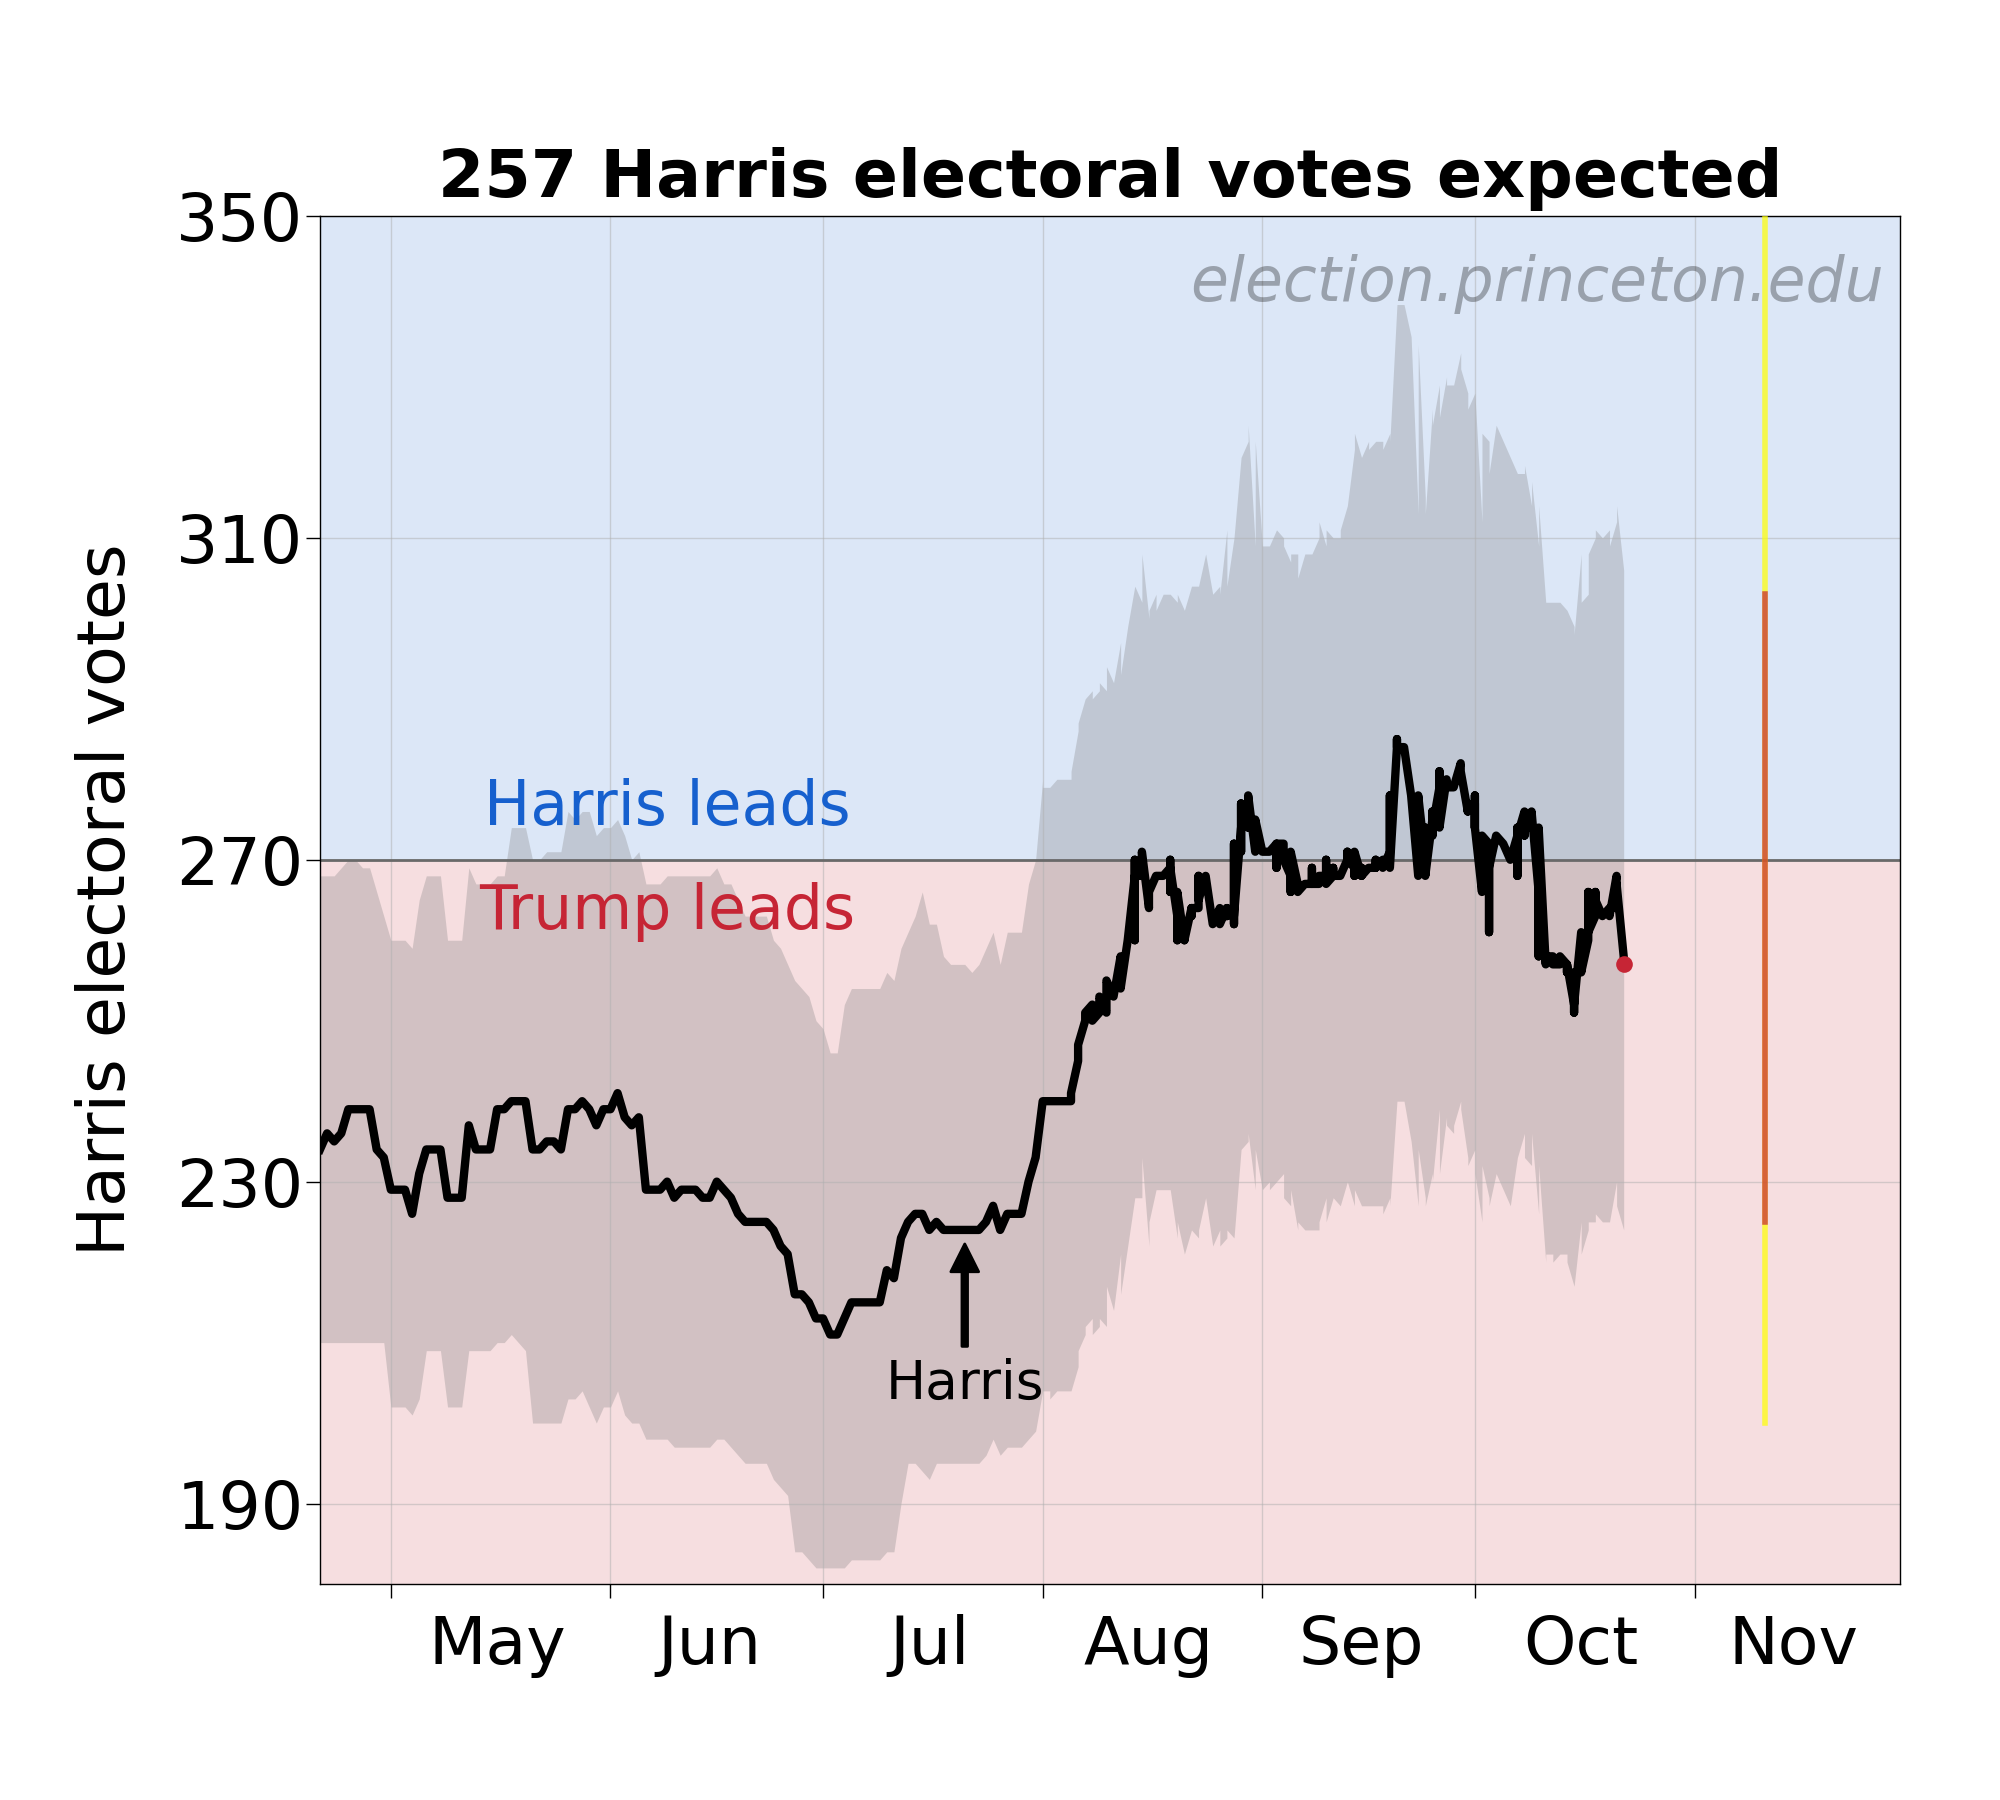 257 Harris electoral votes expected
350
election.princeton.edu
310
Harris electoral votes
Harris leads
270
Trump leads
230
Harris
190
May Jun Jul Aug Sep Oct Nov